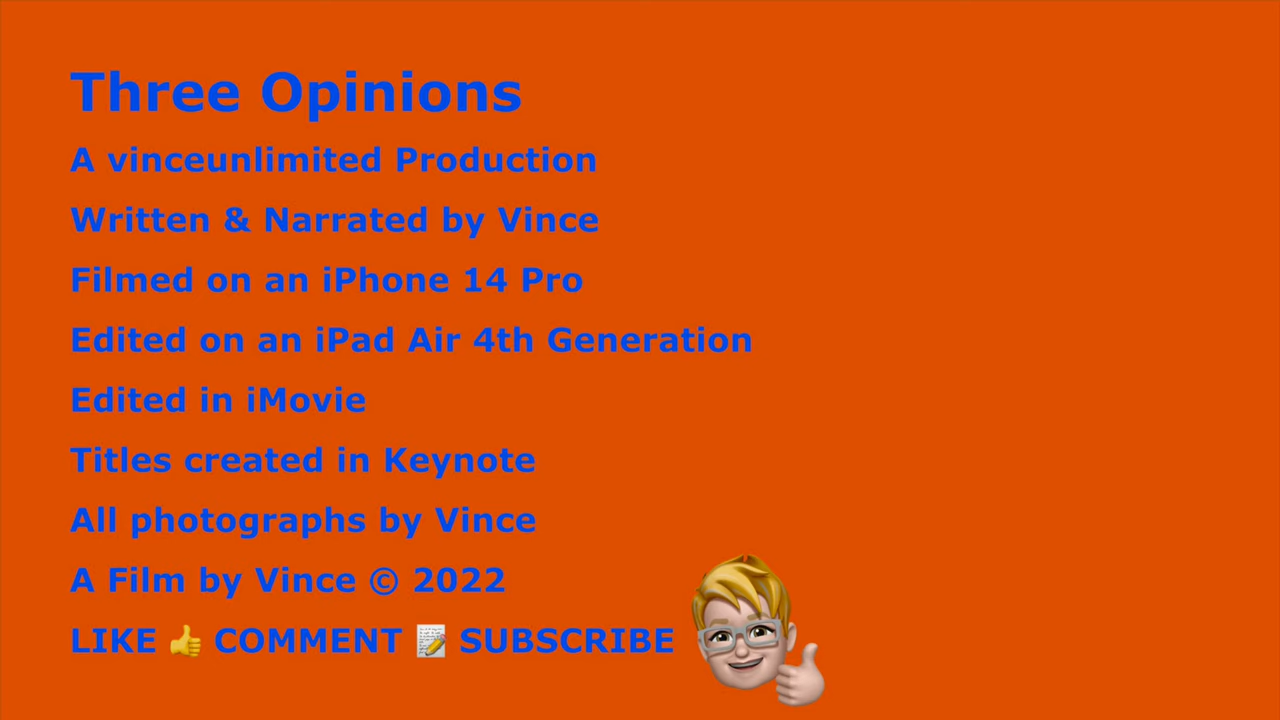 Three Opinions
A vinceunlimited Production
Written & Narrated by Vince
Filmed on an iPhone 14 Pro
Edited on an iPad Air 4th Generation
Edited in iMovie
Titles created in Keynote
All photographs by Vince
A Film by Vince © 2022
LIKE 👍 COMMENT 📝 SUBSCRIBE